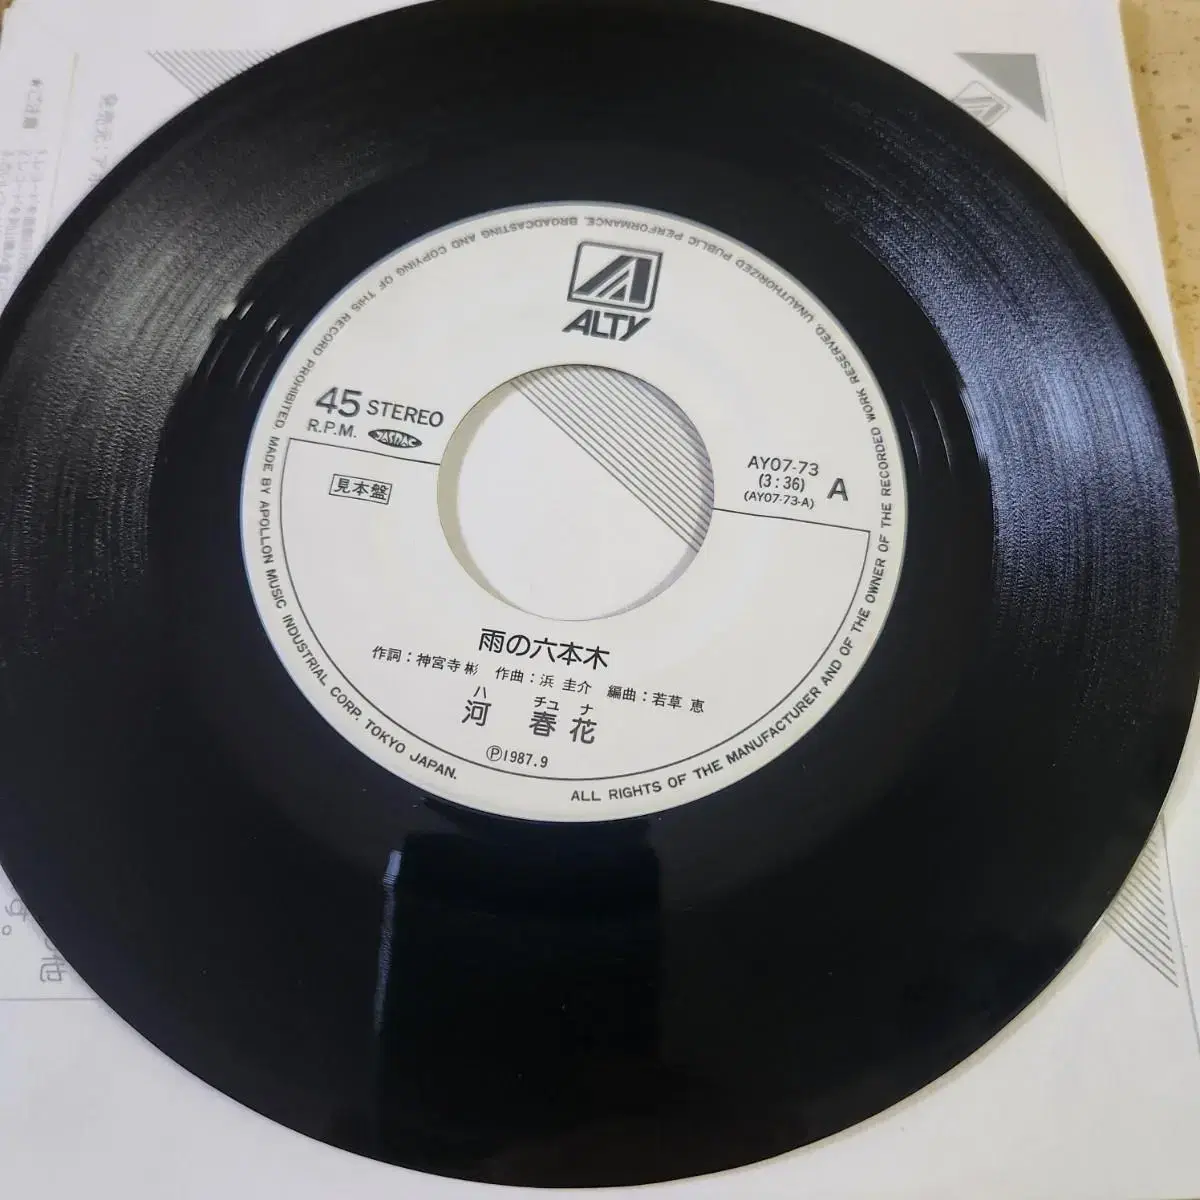 ALTY
45 STEREO
R.P.M. JASRAC
見本盤
AY07-73
(3:36) A
(AY07-73-A)
雨の六本木
作詞:神宮寺 彬 作曲:浜 圭介 編曲:若草 恵
ハ チュ ナ
河 春 花
Ⓟ1987.9
ALL RIGHTS OF THE MANUFACTURER AND OF THE OWNER OF THE RECORDED WORK RESERVED. UNAUTHORIZED PUBLIC PERFORMANCE, BROADCASTING AND COPYING OF THIS RECORD PROHIBITED. MADE BY APOLLON MUSIC INDUSTRIAL CORP. TOKYO JAPAN.
す。
他